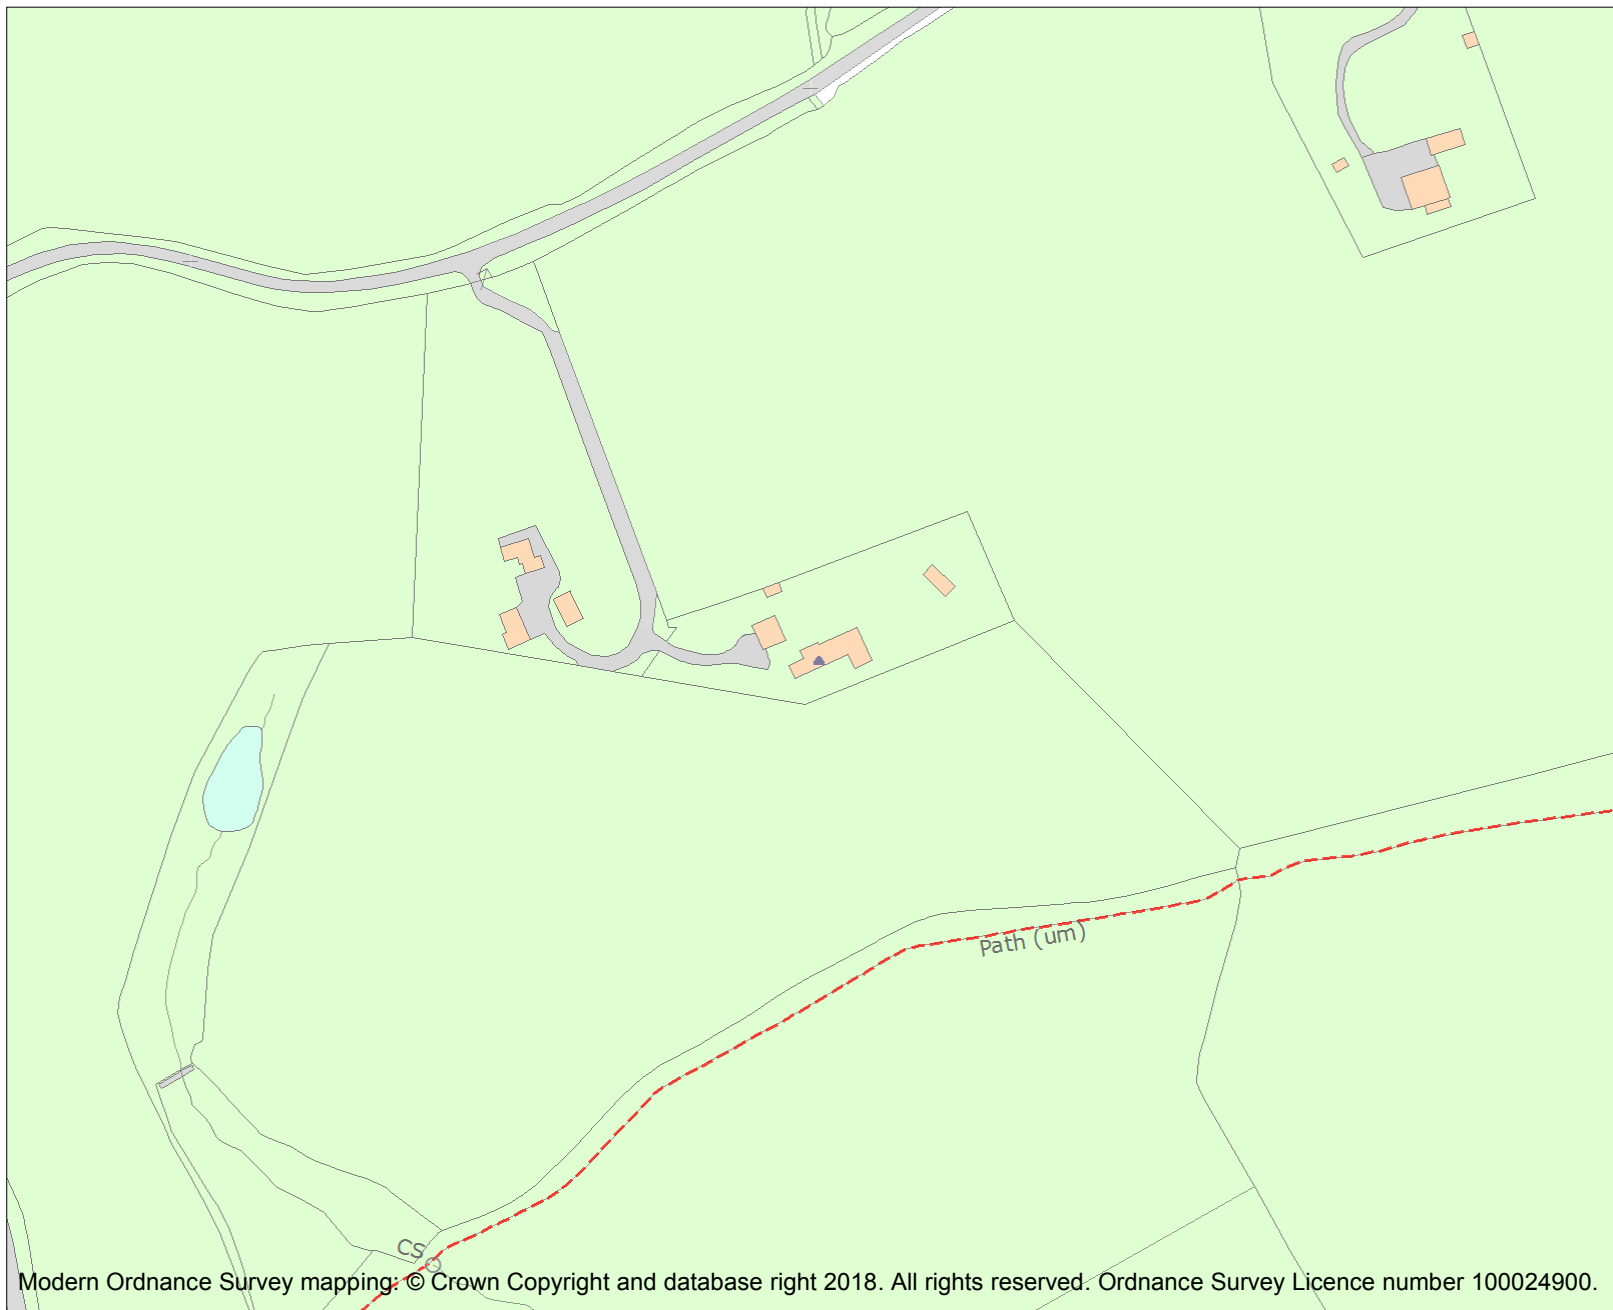 Path (um)
CS
Modern Ordnance Survey mapping: © Crown Copyright and database right 2018. All rights reserved. Ordnance Survey Licence number 100024900.